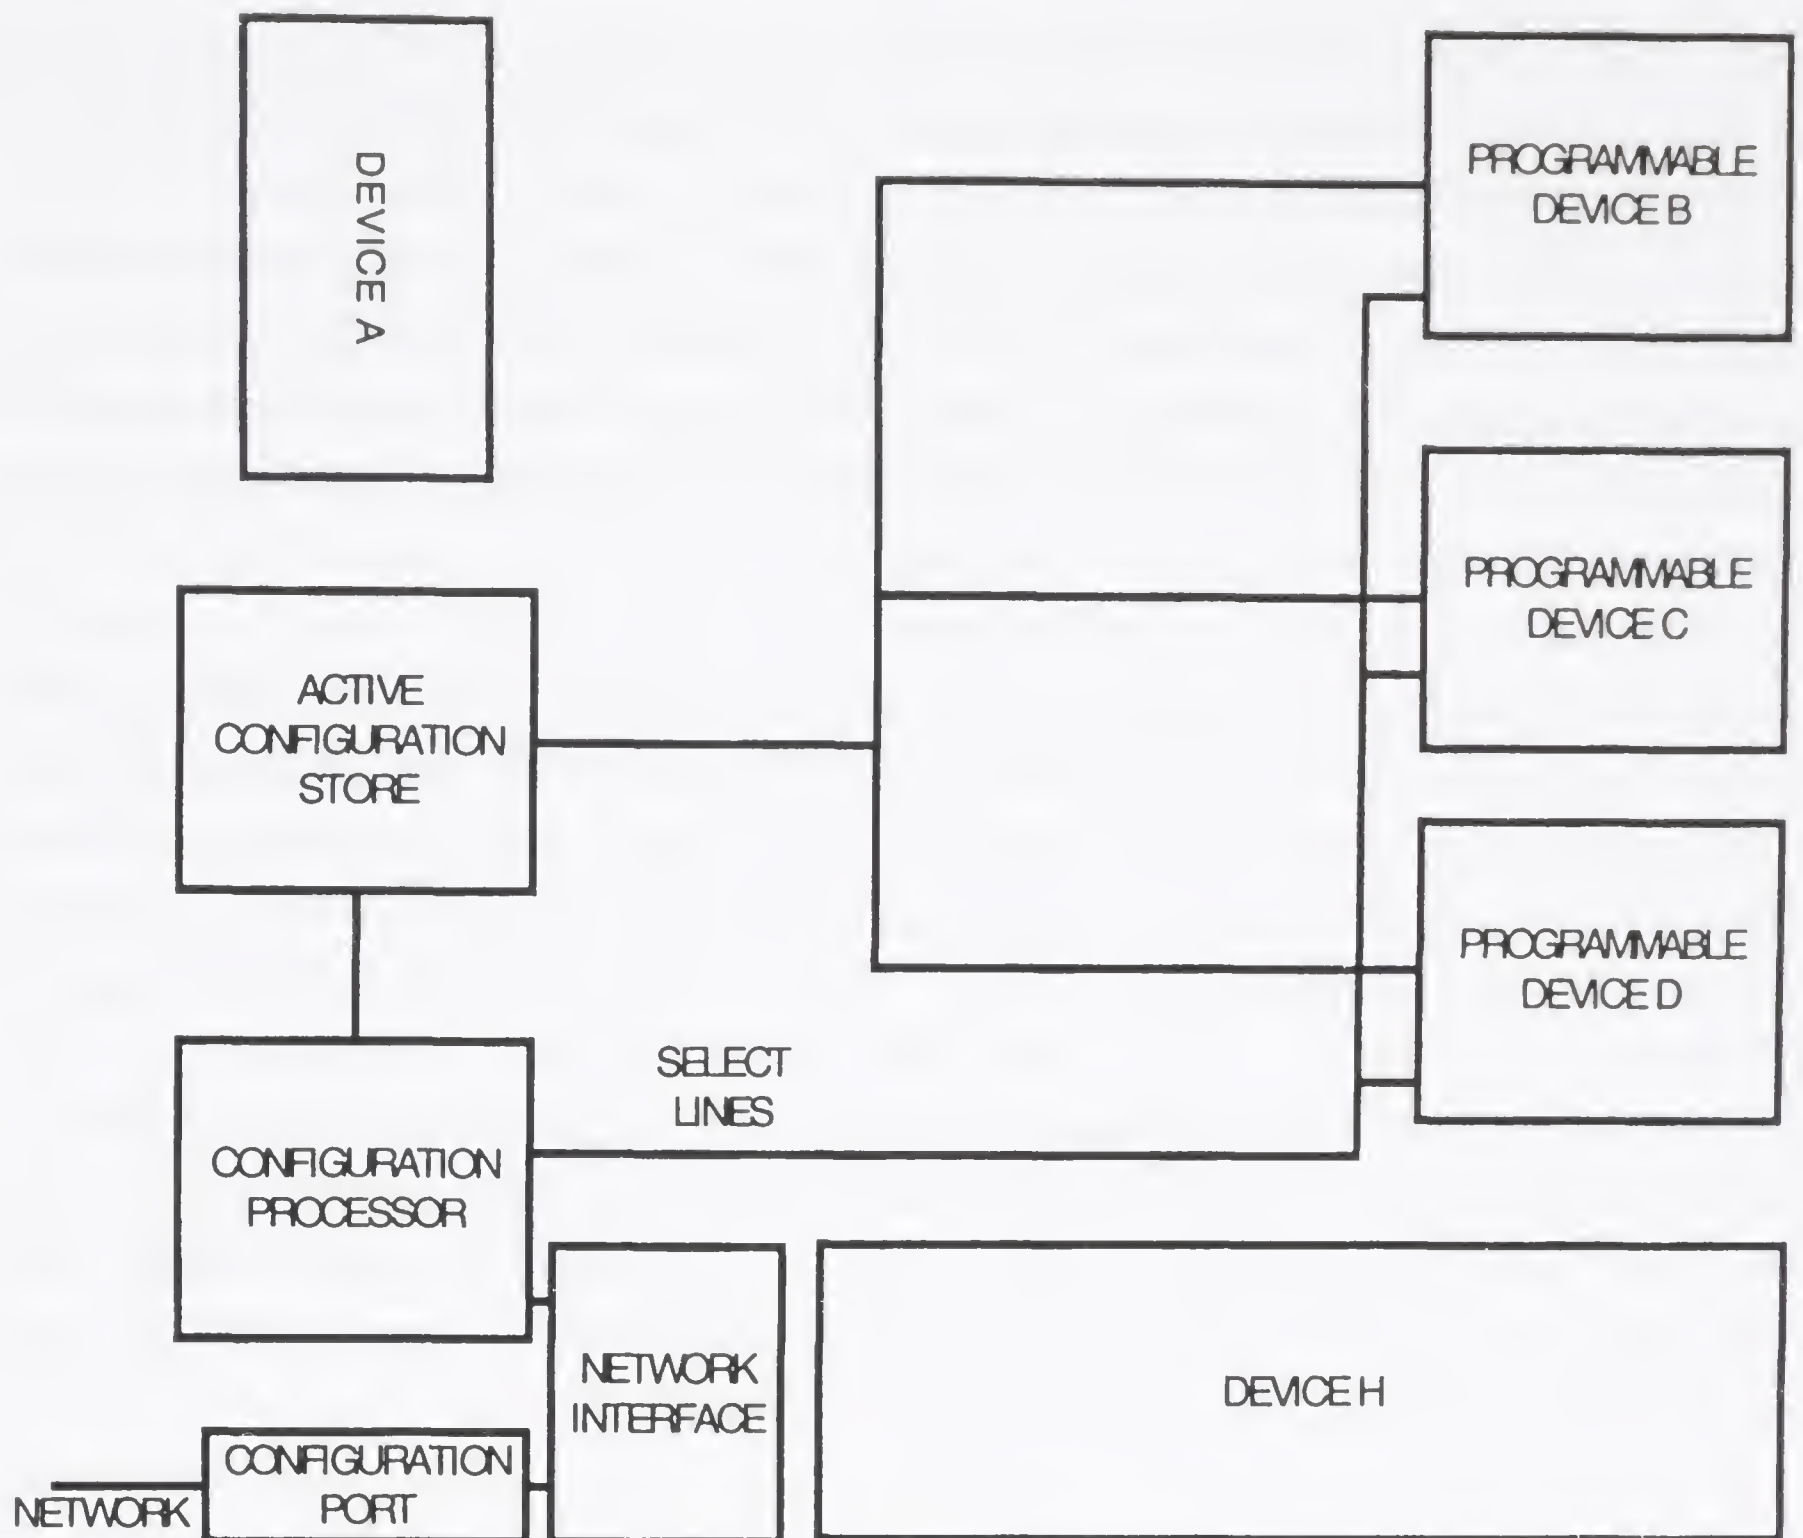 DEVICE A
PROGRAMMABLE
DEVICE B
PROGRAMMABLE
DEVICE C
ACTIVE
CONFIGURATION
STORE
PROGRAMMABLE
DEVICE D
SELECT
LINES
CONFIGURATION
PROCESSOR
NETWORK
INTERFACE
DEVICE H
CONFIGURATION
PORT
NETWORK